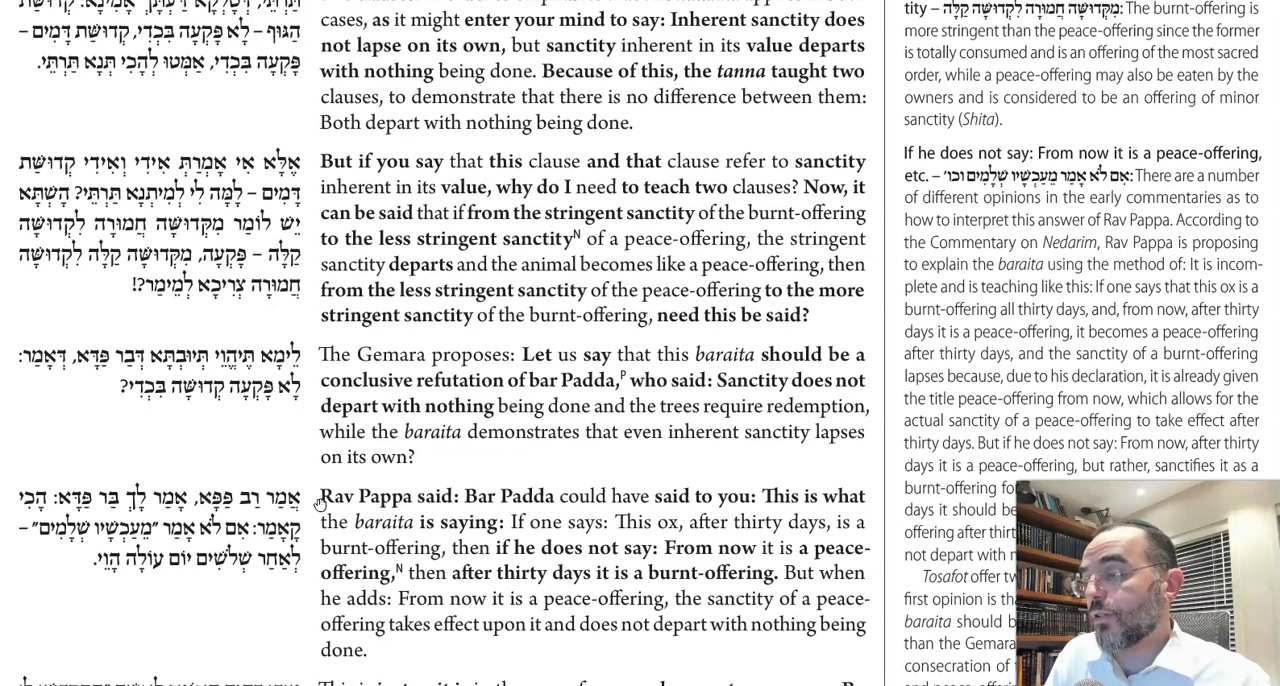 הַגּוּף – לָא פָּקְעָה בִּכְדִי, קְדוּשַּׁת דָּמִים –
פָּקְעָה בִּכְדִי, אַמְּטוּ לְהָכִי תְּנָא תַּרְתֵּי.
אֶלָּא אִי אָמְרַתְּ אִידֵּי וְאִידֵּי קְדוּשַּׁת
דָּמִים – לָמָּה לִי לְמִיתְנָא תַּרְתֵּי? הָשְׁתָּא
יֵשׁ לוֹמַר מִקְּדוּשָּׁה חֲמוּרָה לִקְדוּשָּׁה
קַלָּה – פָּקְעָה, מִקְּדוּשָּׁה קַלָּה לִקְדוּשָּׁה
חֲמוּרָה צְרִיכָא לְמֵימַר?!
לֵימָא תֶּיהֱוֵי תְּיוּבְתָּא דְּבַר פְּדָא, דְּאָמַר:
לָא פָּקְעָה קְדוּשָּׁה בִּכְדִי?
אֲמַר רַב פַּפָּא, אָמַר לָךְ בַּר פְּדָא: הָכִי
קָאָמַר: אִם לֹא אָמַר ״מֵעַכְשָׁיו שְׁלָמִים״ –
לְאַחַר שְׁלֹשִׁים יוֹם עוֹלָה הָוֵי.
cases, as it might enter your mind to say: Inherent sanctity does
not lapse on its own, but sanctity inherent in its value departs
with nothing being done. Because of this, the tanna taught two
clauses, to demonstrate that there is no difference between them:
Both depart with nothing being done.
But if you say that this clause and that clause refer to sanctity
inherent in its value, why do I need to teach two clauses? Now, it
can be said that if from the stringent sanctity of the burnt-offering
to the less stringent sanctityᴺ of a peace-offering, the stringent
sanctity departs and the animal becomes like a peace-offering, then
from the less stringent sanctity of the peace-offering to the more
stringent sanctity of the burnt-offering, need this be said?
The Gemara proposes: Let us say that this baraita should be a
conclusive refutation of bar Padda,ᴾ who said: Sanctity does not
depart with nothing being done and the trees require redemption,
while the baraita demonstrates that even inherent sanctity lapses
on its own?
Rav Pappa said: Bar Padda could have said to you: This is what
the baraita is saying: If one says: This ox, after thirty days, is a
burnt-offering, then if he does not say: From now it is a peace-
offering,ᴺ then after thirty days it is a burnt-offering. But when
he adds: From now it is a peace-offering, the sanctity of a peace-
offering takes effect upon it and does not depart with nothing being
done.
tity – מִקְּדוּשָּׁה חֲמוּרָה לִקְדוּשָּׁה קַלָּה: The burnt-offering is
more stringent than the peace-offering since the former
is totally consumed and is an offering of the most sacred
order, while a peace-offering may also be eaten by the
owners and is considered to be an offering of minor
sanctity (Shita).
If he does not say: From now it is a peace-offering,
etc. – אִם לֹא אָמַר מֵעַכְשָׁיו שְׁלָמִים וכו׳: There are a number
of different opinions in the early commentaries as to
how to interpret this answer of Rav Pappa. According to
the Commentary on Nedarim, Rav Pappa is proposing
to explain the baraita using the method of: It is incom-
plete and is teaching like this: If one says that this ox is a
burnt-offering all thirty days, and, from now, after thirty
days it is a peace-offering, it becomes a peace-offering
after thirty days, and the sanctity of a burnt-offering
lapses because, due to his declaration, it is already given
the title peace-offering from now, which allows for the
actual sanctity of a peace-offering to take effect after
thirty days. But if he does not say: From now, after thirty
days it is a peace-offering, but rather, sanctifies it as a
burnt-offering fo
days it should be
offering after thirt
not depart with n
Tosafot offer tw
first opinion is th
baraita should b
than the Gemara
consecration of